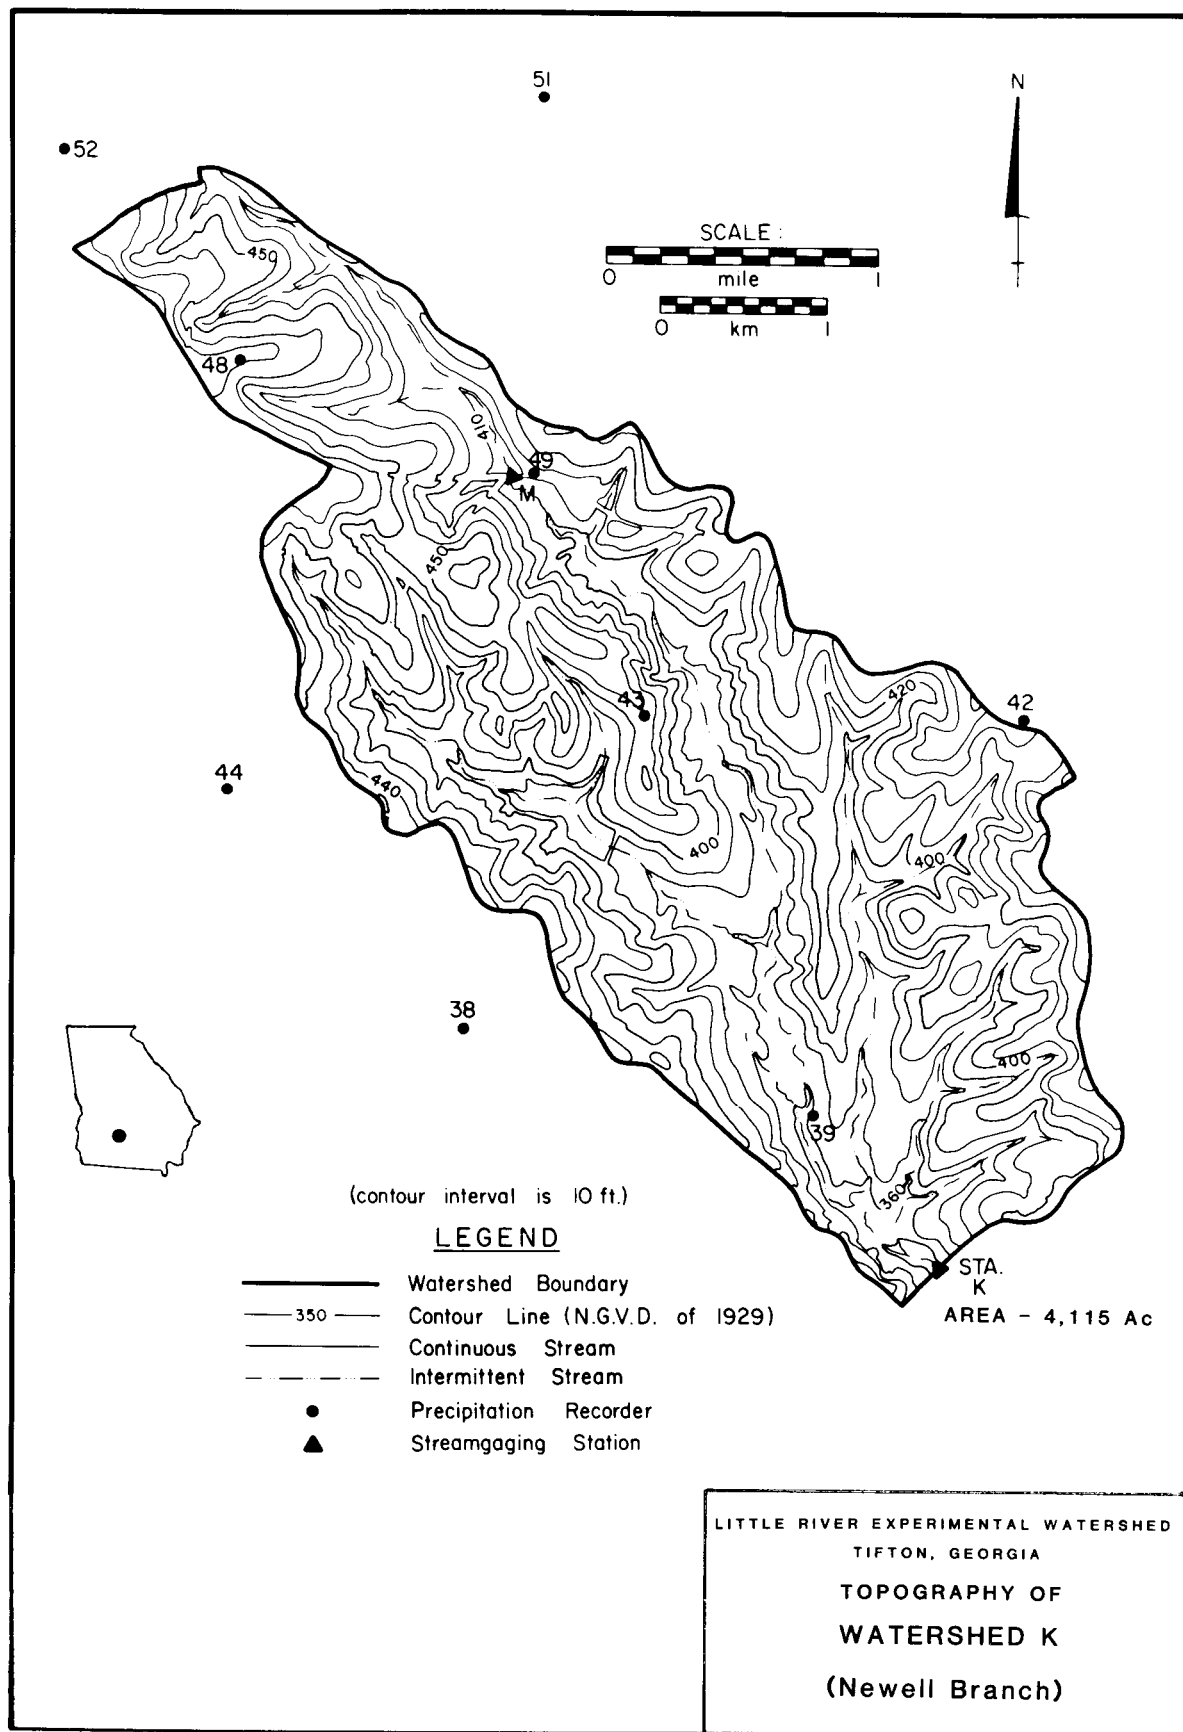 51
N
52
SCALE :
0 mile 1
0 km 1
450
48
410
49
M
450
43
420
42
44
440
400
400
38
400
39
360
STA.
K
AREA - 4,115 Ac
(contour interval is 10 ft.)
LEGEND
Watershed Boundary
350 Contour Line (N.G.V.D. of 1929)
Continuous Stream
Intermittent Stream
Precipitation Recorder
Streamgaging Station
LITTLE RIVER EXPERIMENTAL WATERSHED
TIFTON, GEORGIA
TOPOGRAPHY OF
WATERSHED K
(Newell Branch)